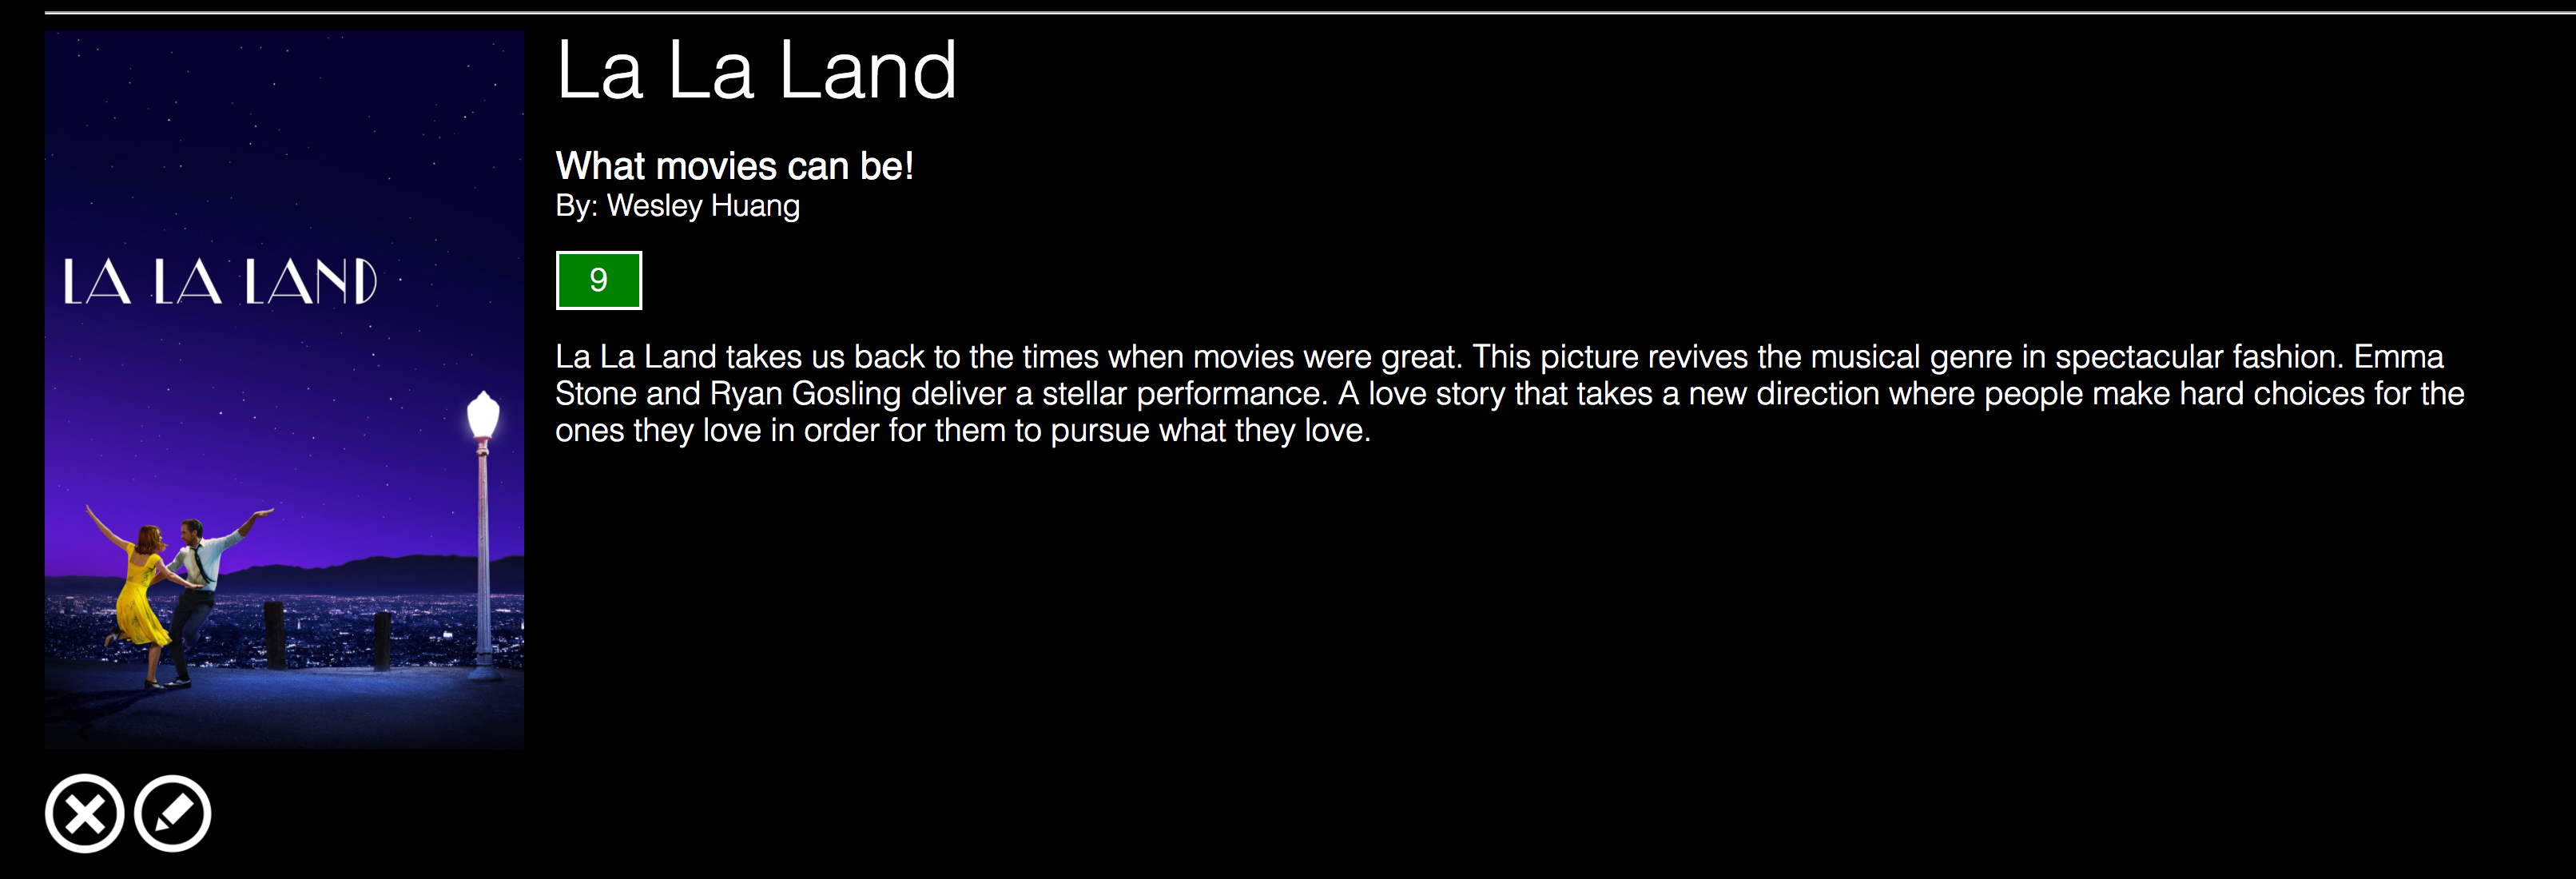 LA LA LAND
La La Land
What movies can be!
By: Wesley Huang
9
La La Land takes us back to the times when movies were great. This picture revives the musical genre in spectacular fashion. Emma
Stone and Ryan Gosling deliver a stellar performance. A love story that takes a new direction where people make hard choices for the
ones they love in order for them to pursue what they love.